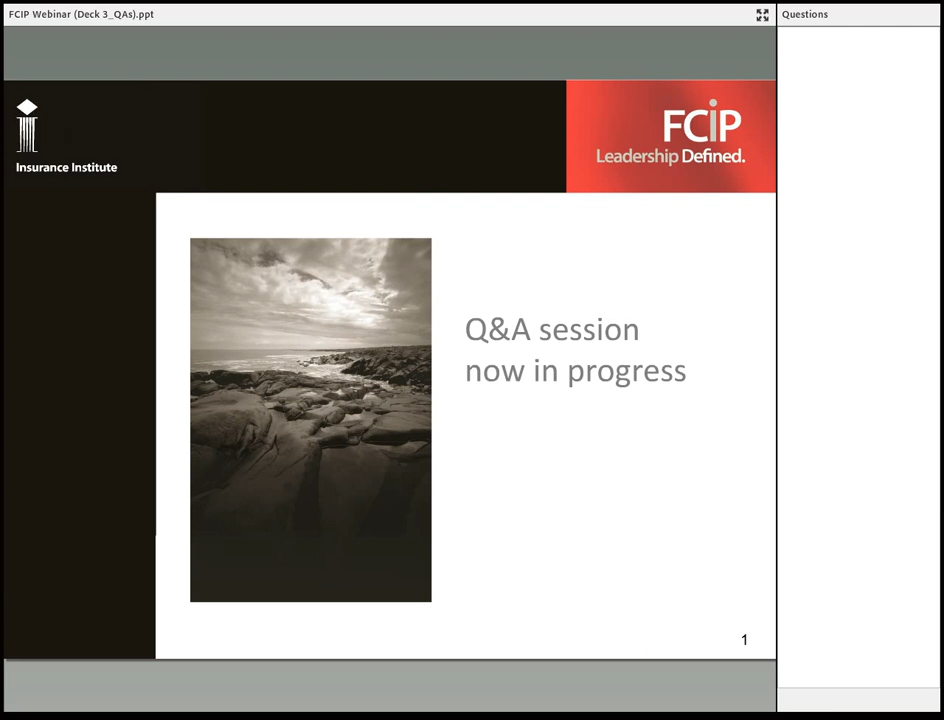 FCIP Webinar (Deck 3_QAs).ppt
Questions
Insurance Institute
FCiP
Leadership Defined.
Q&A session
now in progress
1